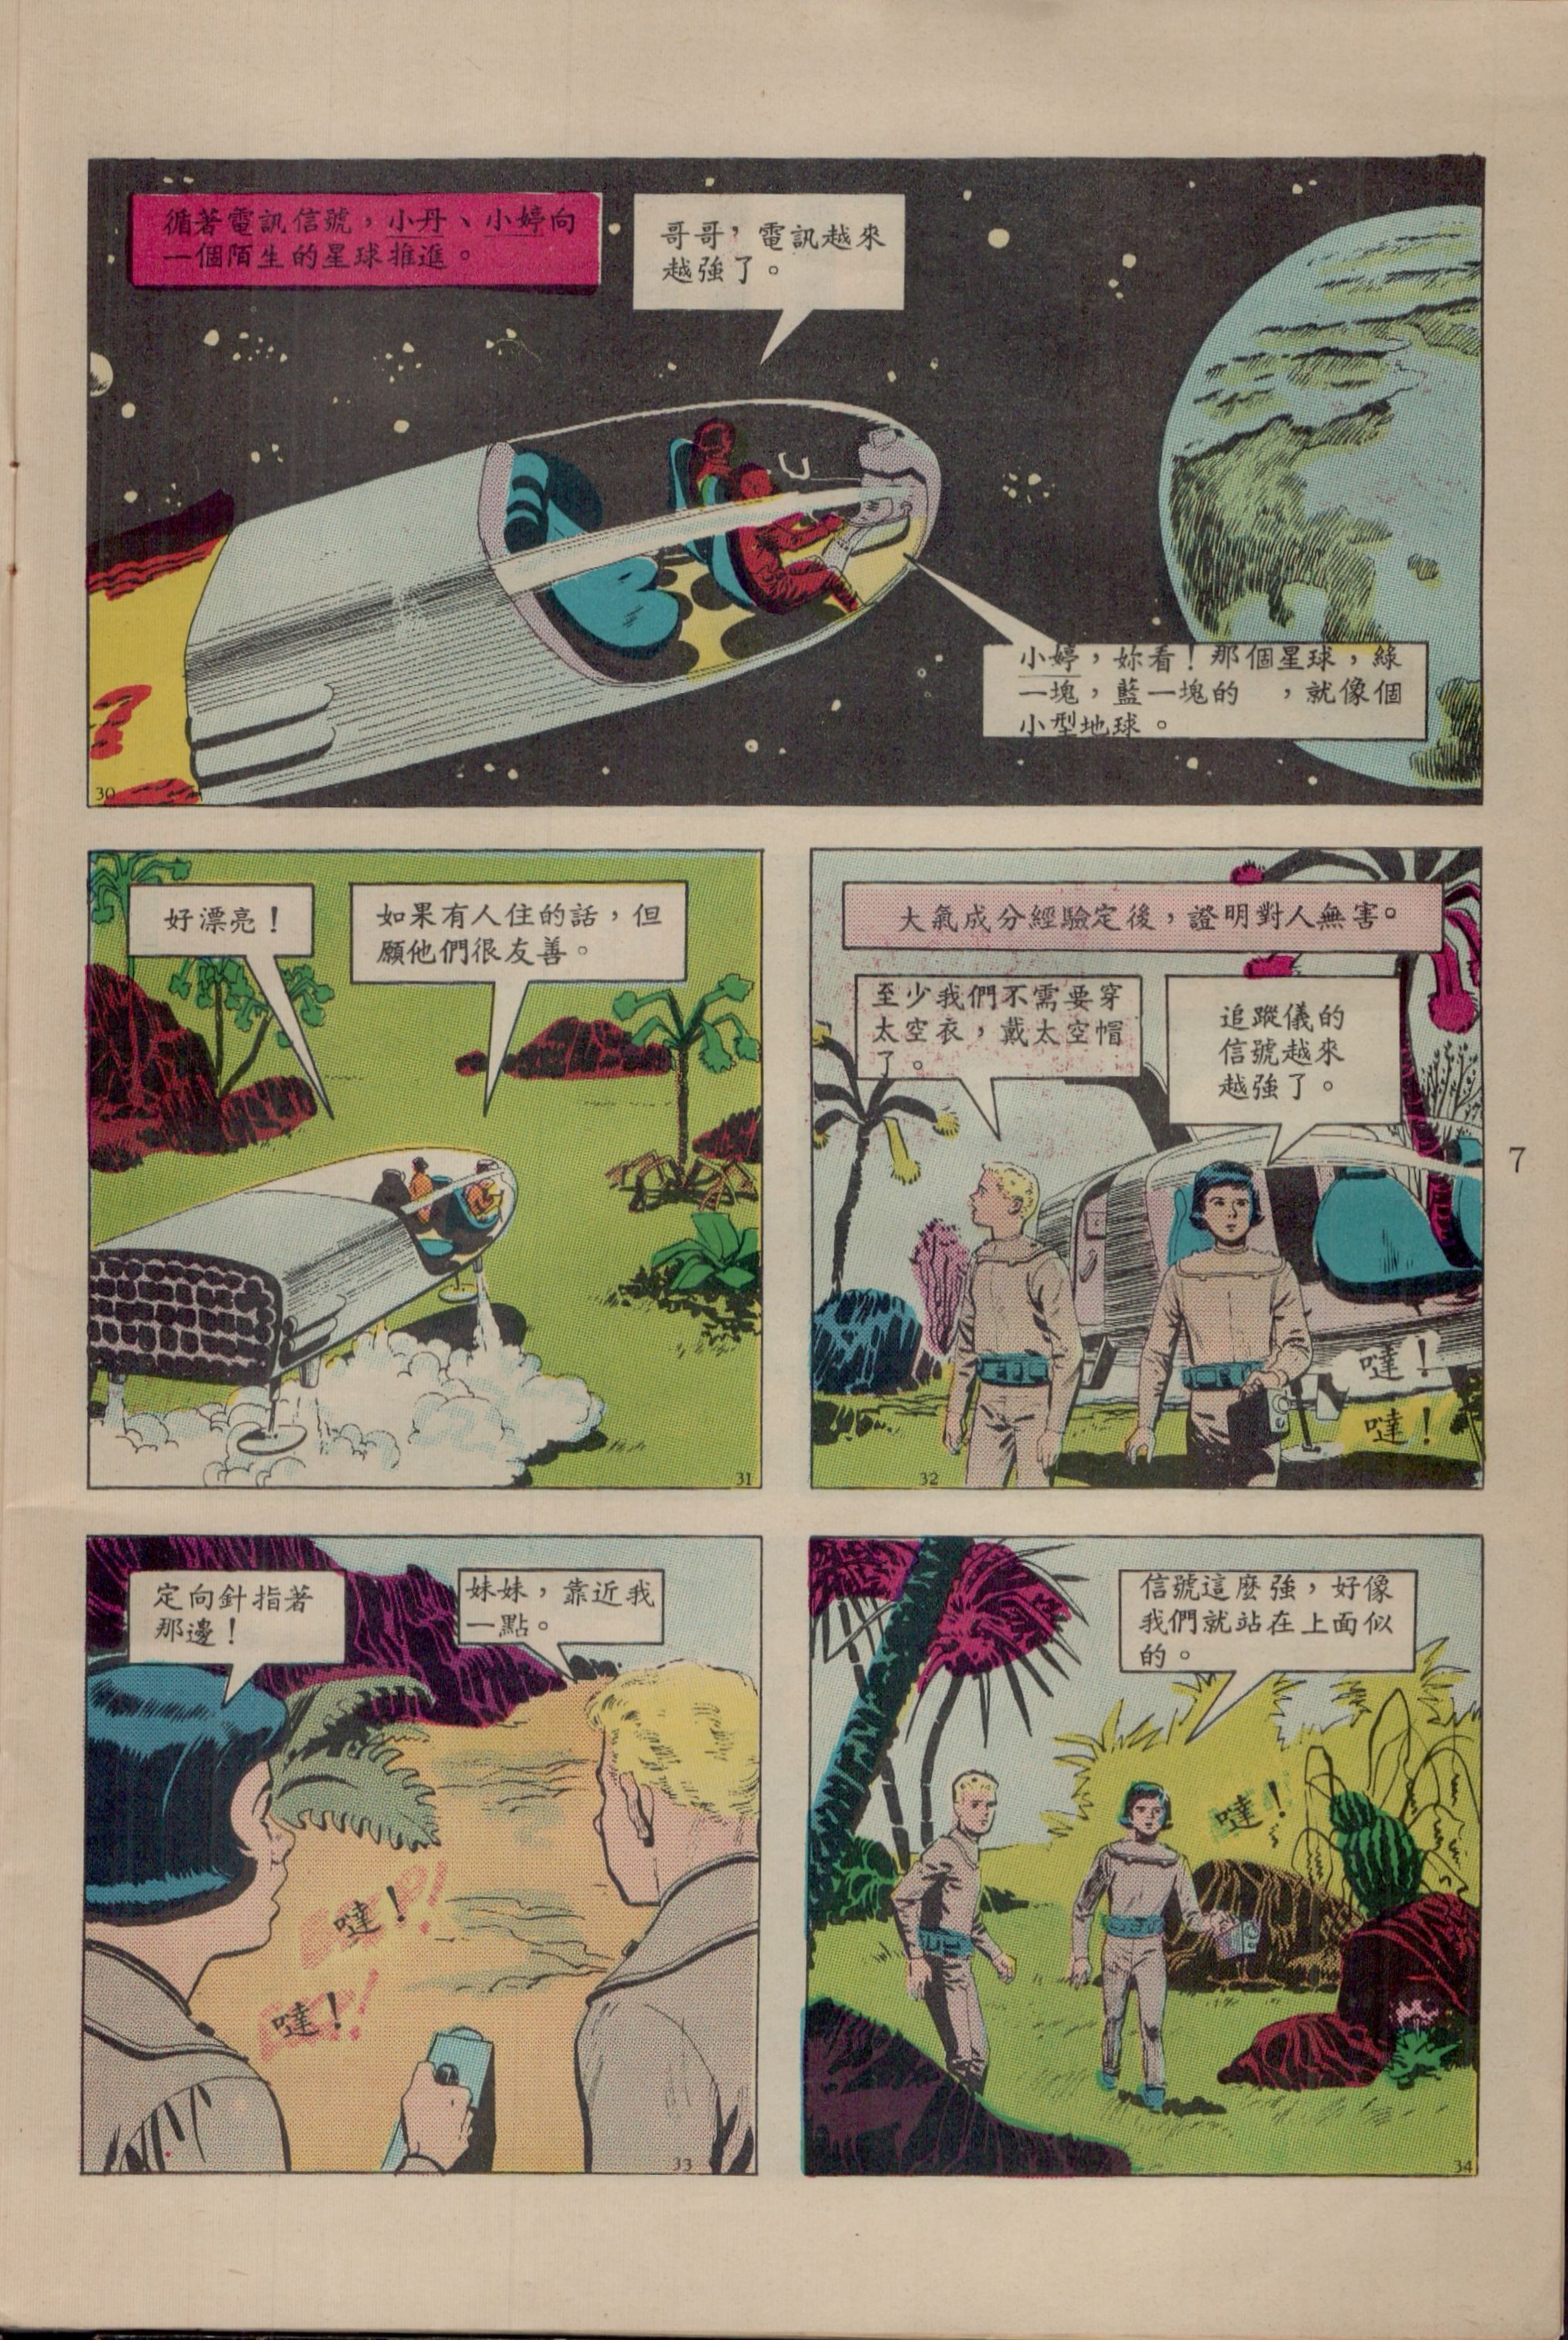 循著電訊信號，小丹、小婷向
一個陌生的星球推進。
哥哥，電訊越來
越強了。
小婷，妳看！那個星球，綠
一塊，藍一塊的　，就像個
小型地球。
30
好漂亮！
如果有人住的話，但
願他們很友善。
31
大氣成分經驗定後，證明對人無害。
至少我們不需要穿
太空衣，戴太空帽
了。
追蹤儀的
信號越來
越強了。
噠！
噠！
32
7
定向針指著
那邊！
妹妹，靠近我
一點。
噠！
噠！
33
信號這麼強，好像
我們就站在上面似
的。
噠！
34